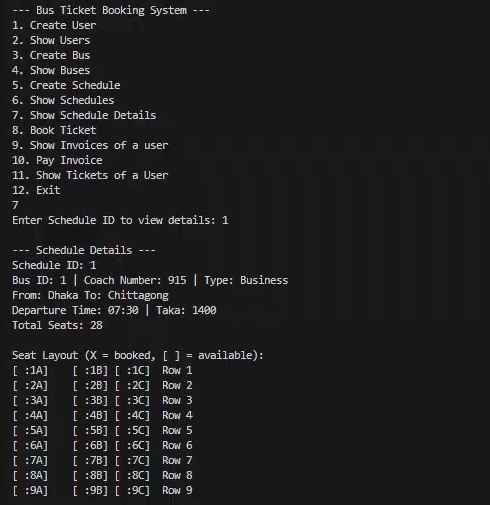 --- Bus Ticket Booking System ---
1. Create User
2. Show Users
3. Create Bus
4. Show Buses
5. Create Schedule
6. Show Schedules
7. Show Schedule Details
8. Book Ticket
9. Show Invoices of a user
10. Pay Invoice
11. Show Tickets of a User
12. Exit
7
Enter Schedule ID to view details: 1
--- Schedule Details ---
Schedule ID: 1
Bus ID: 1 | Coach Number: 915 | Type: Business
From: Dhaka To: Chittagong
Departure Time: 07:30 | Taka: 1400
Total Seats: 28
Seat Layout (X = booked, [ ] = available):
[ :1A]    [ :1B] [ :1C]  Row 1
[ :2A]    [ :2B] [ :2C]  Row 2
[ :3A]    [ :3B] [ :3C]  Row 3
[ :4A]    [ :4B] [ :4C]  Row 4
[ :5A]    [ :5B] [ :5C]  Row 5
[ :6A]    [ :6B] [ :6C]  Row 6
[ :7A]    [ :7B] [ :7C]  Row 7
[ :8A]    [ :8B] [ :8C]  Row 8
[ :9A]    [ :9B] [ :9C]  Row 9